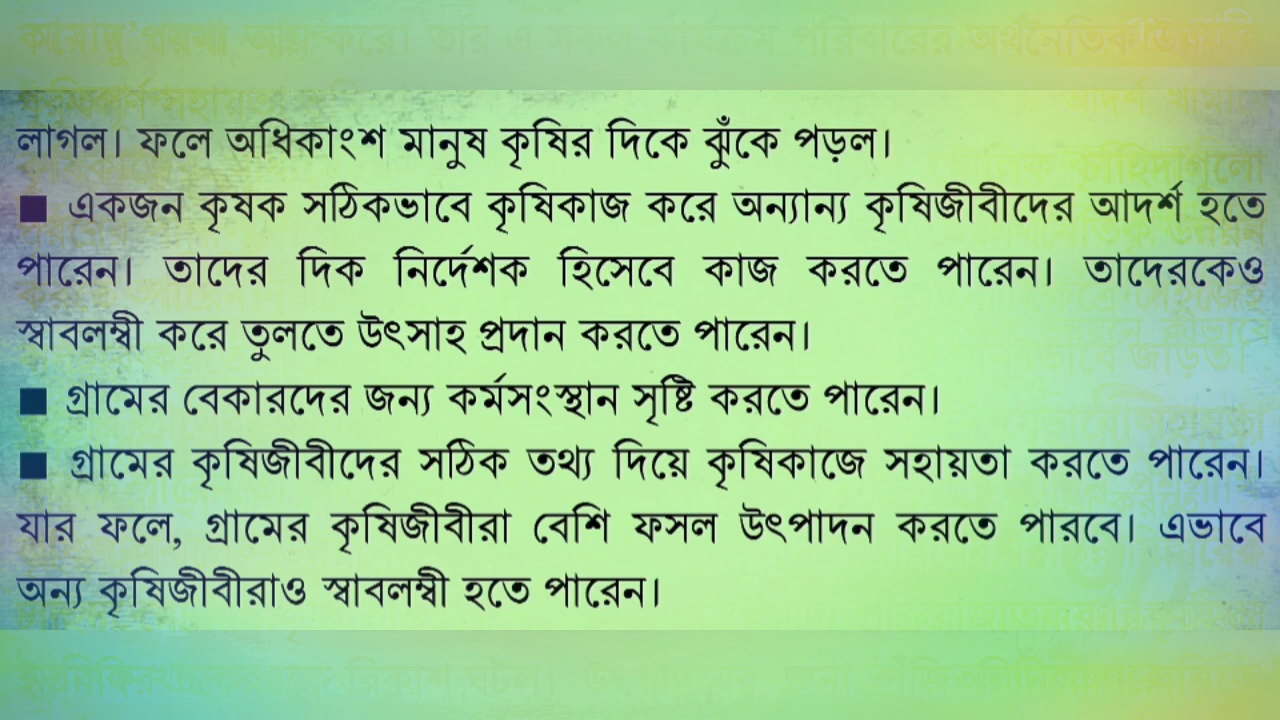 লাগল। ফলে অধিকাংশ মানুষ কৃষির দিকে ঝুঁকে পড়ল।
■ একজন কৃষক সঠিকভাবে কৃষিকাজ করে অন্যান্য কৃষিজীবীদের আদর্শ হতে
পারেন। তাদের দিক নির্দেশক হিসেবে কাজ করতে পারেন। তাদেরকেও
স্বাবলম্বী করে তুলতে উৎসাহ প্রদান করতে পারেন।
■ গ্রামের বেকারদের জন্য কর্মসংস্থান সৃষ্টি করতে পারেন।
■ গ্রামের কৃষিজীবীদের সঠিক তথ্য দিয়ে কৃষিকাজে সহায়তা করতে পারেন।
যার ফলে, গ্রামের কৃষিজীবীরা বেশি ফসল উৎপাদন করতে পারবে। এভাবে
অন্য কৃষিজীবীরাও স্বাবলম্বী হতে পারেন।